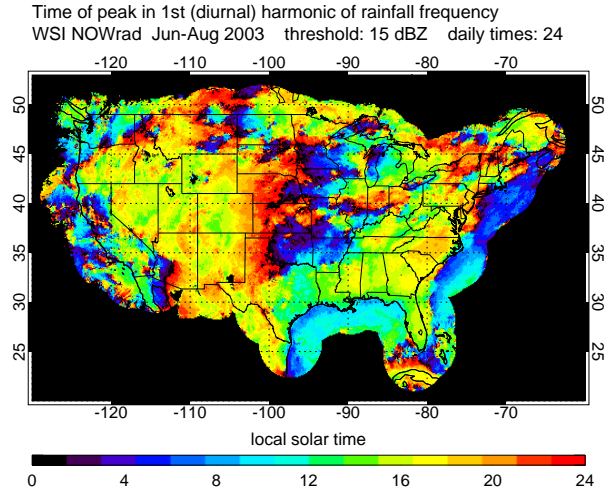 Time of peak in 1st (diurnal) harmonic of rainfall frequency
WSI NOWrad Jun-Aug 2003 threshold: 15 dBZ daily times: 24
-120 -110 -100 -90 -80 -70
50 50
45 45
40 40
35 35
30 30
25 25
-120 -110 -100 -90 -80 -70
local solar time
0 4 8 12 16 20 24